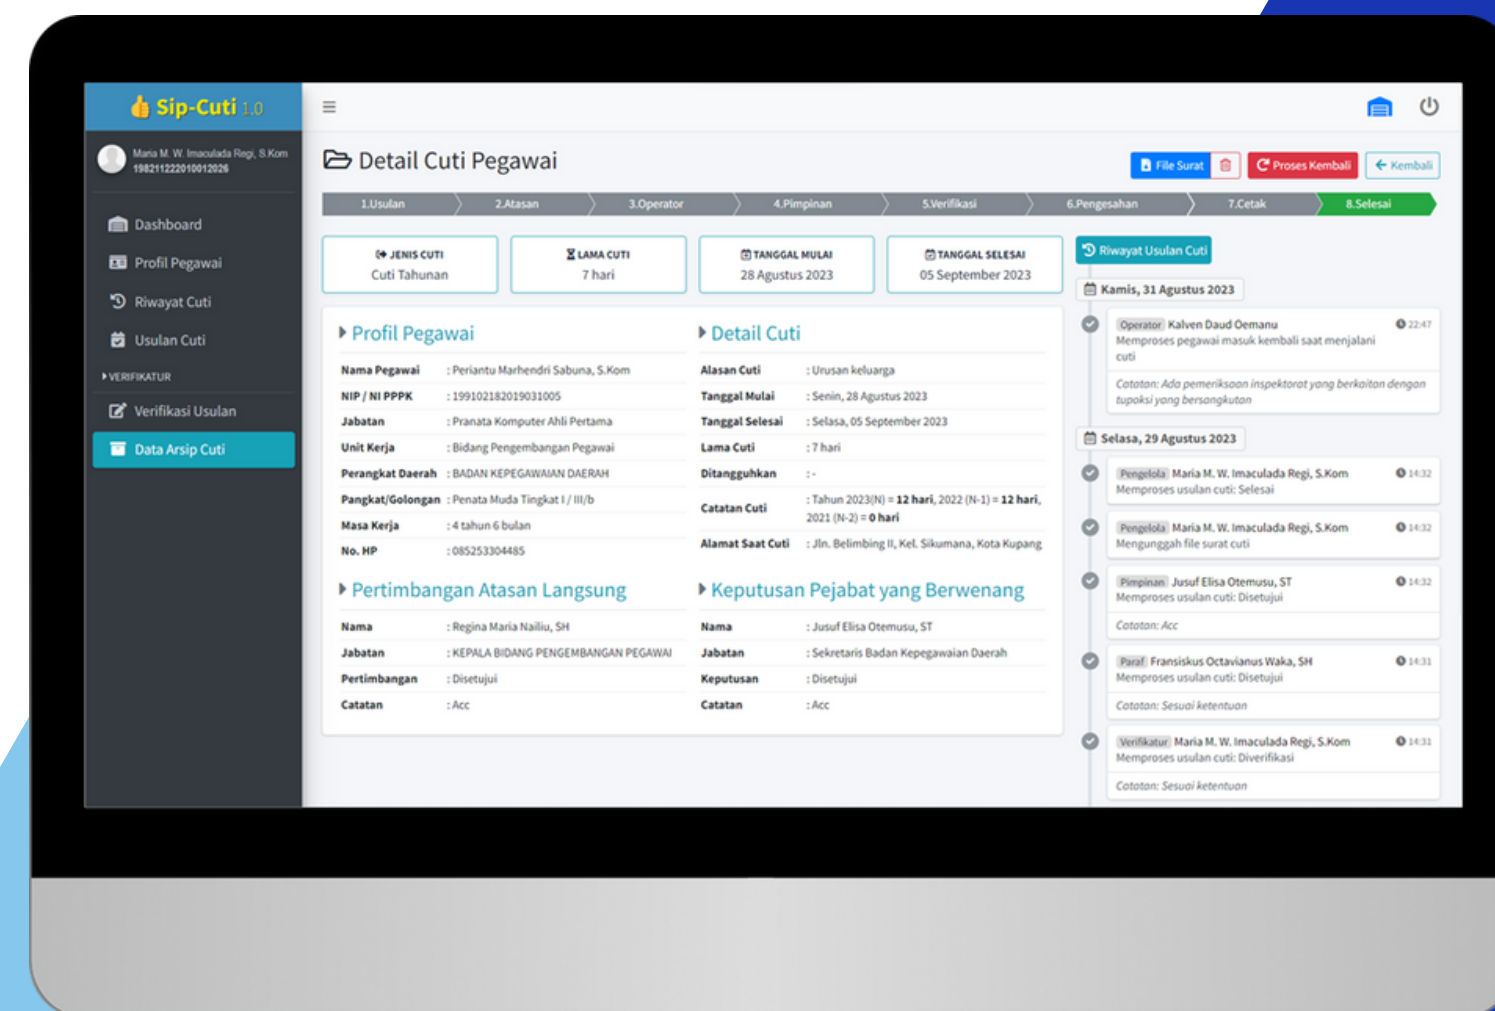 Sip-Cuti 1.0
Maria M. W. Imaculada Regi, S.Kom
198211222010012026
Dashboard
Profil Pegawai
Riwayat Cuti
Usulan Cuti
VERIFIKATUR
Verifikasi Usulan
Data Arsip Cuti
Detail Cuti Pegawai
File Surat
Proses Kembali
Kembali
1.Usulan 2.Atasan 3.Operator 4.Pimpinan 5.Verifikasi 6.Pengesahan 7.Cetak 8.Selesai
JENIS CUTI
Cuti Tahunan
LAMA CUTI
7 hari
TANGGAL MULAI
28 Agustus 2023
TANGGAL SELESAI
05 September 2023
Profil Pegawai
Nama Pegawai : Periantu Marhendri Sabuna, S.Kom
NIP / NI PPPK : 199102182019031005
Jabatan : Pranata Komputer Ahli Pertama
Unit Kerja : Bidang Pengembangan Pegawai
Perangkat Daerah : BADAN KEPEGAWAIAN DAERAH
Pangkat/Golongan : Penata Muda Tingkat I / III/b
Masa Kerja : 4 tahun 6 bulan
No. HP : 085253304485
Detail Cuti
Alasan Cuti : Urusan keluarga
Tanggal Mulai : Senin, 28 Agustus 2023
Tanggal Selesai : Selasa, 05 September 2023
Lama Cuti : 7 hari
Ditangguhkan : -
Catatan Cuti : Tahun 2023(N) = 12 hari, 2022 (N-1) = 12 hari,
2021 (N-2) = 0 hari
Alamat Saat Cuti : Jln. Belimbing II, Kel. Sikumana, Kota Kupang
Pertimbangan Atasan Langsung
Nama : Regina Maria Nailiu, SH
Jabatan : KEPALA BIDANG PENGEMBANGAN PEGAWAI
Pertimbangan : Disetujui
Catatan : Acc
Keputusan Pejabat yang Berwenang
Nama : Jusuf Elisa Otemusu, ST
Jabatan : Sekretaris Badan Kepegawaian Daerah
Keputusan : Disetujui
Catatan : Acc
Riwayat Usulan Cuti
Kamis, 31 Agustus 2023
Operator Kalven Daud Oemanu 22:47
Memproses pegawai masuk kembali saat menjalani
cuti
Catatan: Ada pemeriksaan inspektorat yang berkaitan dengan
tupoksi yang bersangkutan
Selasa, 29 Agustus 2023
Pengelola Maria M. W. Imaculada Regi, S.Kom 14:32
Memproses usulan cuti: Selesai
Pengelola Maria M. W. Imaculada Regi, S.Kom 14:32
Mengunggah file surat cuti
Pimpinan Jusuf Elisa Otemusu, ST 14:32
Memproses usulan cuti: Disetujui
Catatan: Acc
Paraf Fransiskus Octavianus Waka, SH 14:31
Memproses usulan cuti: Disetujui
Catatan: Sesuai ketentuan
Verifikatur Maria M. W. Imaculada Regi, S.Kom 14:31
Memproses usulan cuti: Diverifikasi
Catatan: Sesuai ketentuan